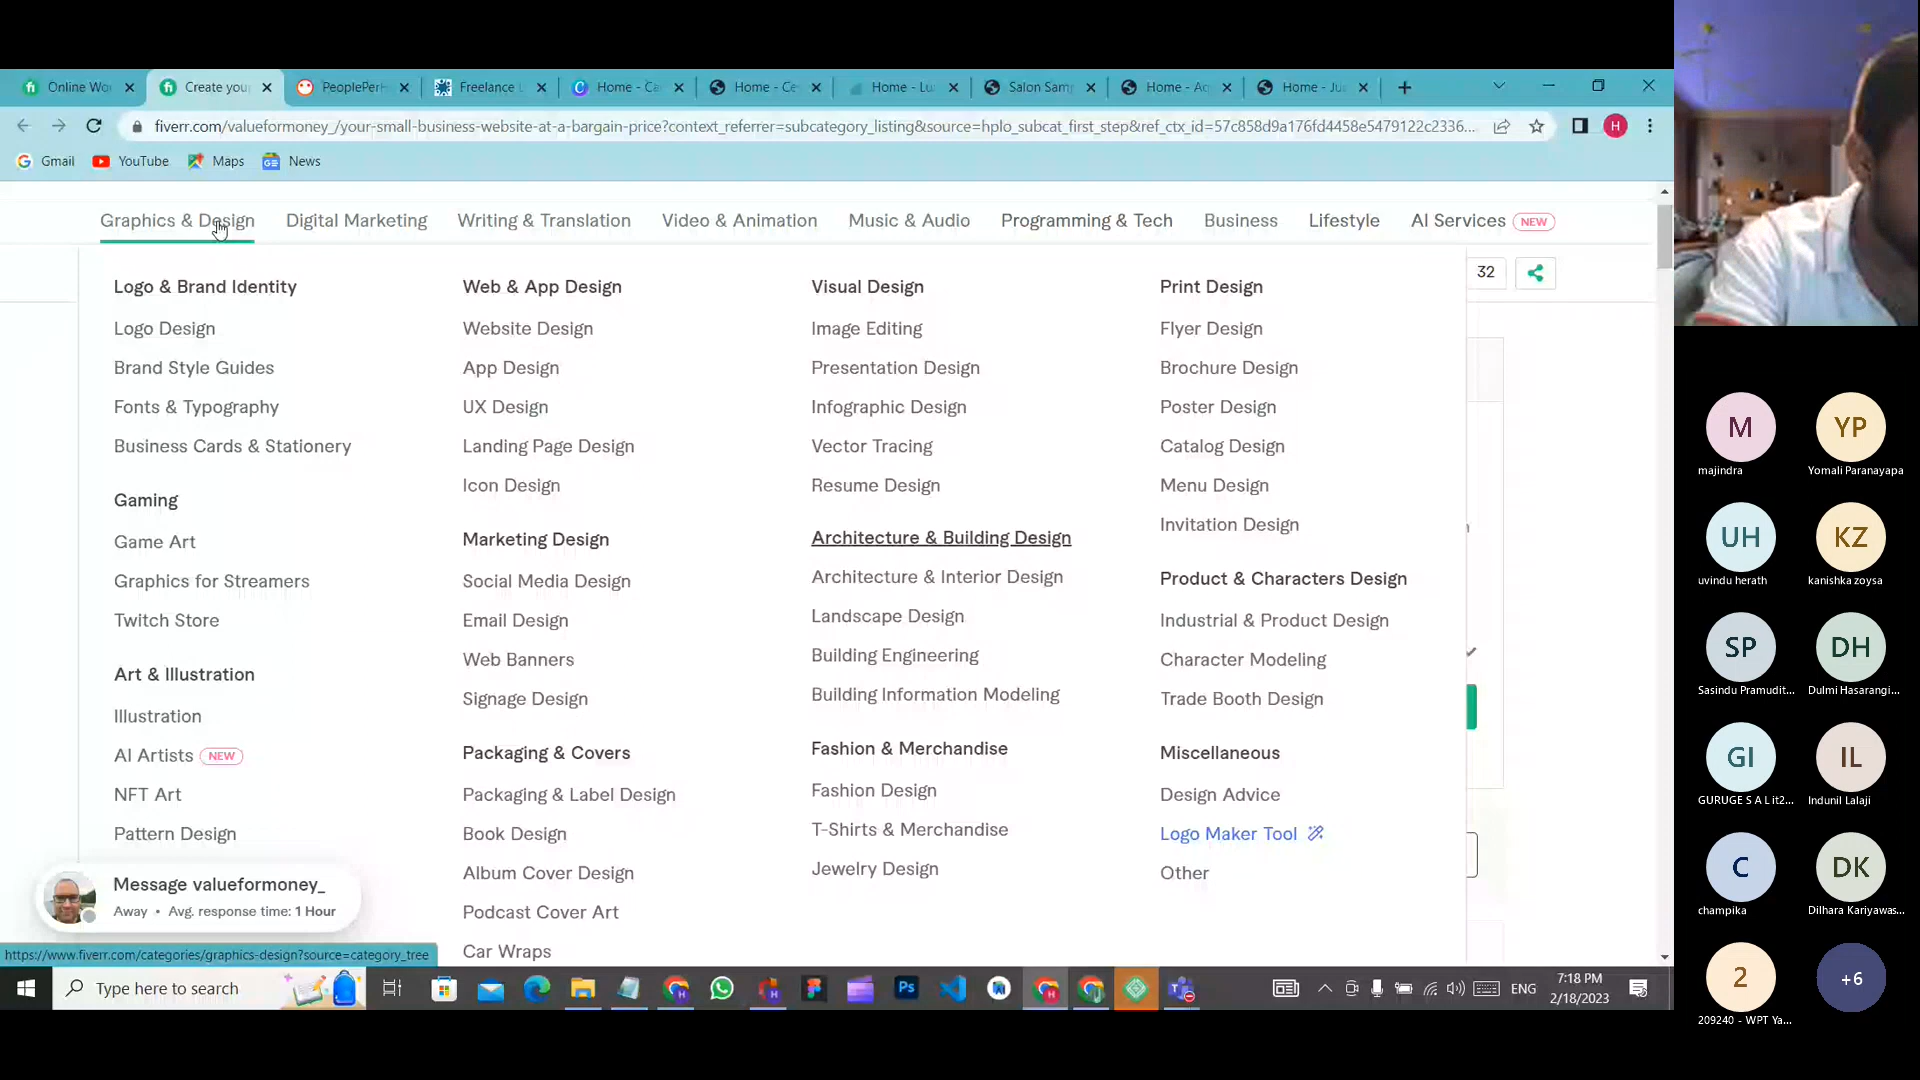 Online Wo
Create you
PeoplePerH
Freelance L
Home - Ca
Home - Ce
Home - Lu
Salon Samp
Home - Ac
Home - Ju
fiverr.com/valueformoney_/your-small-business-website-at-a-bargain-price?context_referrer=subcategory_listing&source=hplo_subcat_first_step&ref_ctx_id=57c858d9a176fd4458e5479122c2336...
H
Gmail
YouTube
Maps
News
Graphics & Design
Digital Marketing
Writing & Translation
Video & Animation
Music & Audio
Programming & Tech
Business
Lifestyle
AI Services NEW
32
Logo & Brand Identity
Logo Design
Brand Style Guides
Fonts & Typography
Business Cards & Stationery
Gaming
Game Art
Graphics for Streamers
Twitch Store
Art & Illustration
Illustration
AI Artists NEW
NFT Art
Pattern Design
Web & App Design
Website Design
App Design
UX Design
Landing Page Design
Icon Design
Marketing Design
Social Media Design
Email Design
Web Banners
Signage Design
Packaging & Covers
Packaging & Label Design
Book Design
Album Cover Design
Podcast Cover Art
Car Wraps
Visual Design
Image Editing
Presentation Design
Infographic Design
Vector Tracing
Resume Design
Architecture & Building Design
Architecture & Interior Design
Landscape Design
Building Engineering
Building Information Modeling
Fashion & Merchandise
Fashion Design
T-Shirts & Merchandise
Jewelry Design
Print Design
Flyer Design
Brochure Design
Poster Design
Catalog Design
Menu Design
Invitation Design
Product & Characters Design
Industrial & Product Design
Character Modeling
Trade Booth Design
Miscellaneous
Design Advice
Logo Maker Tool
Other
Message valueformoney_
Away • Avg. response time: 1 Hour
https://www.fiverr.com/categories/graphics-design?source=category_tree
Type here to search
Ps
ENG
7:18 PM
2/18/2023
M
majindra
YP
Yomali Paranayapa
UH
uvindu herath
KZ
kanishka zoysa
SP
Sasindu Pramudit...
DH
Dulmi Hasarangi...
GI
GURUGE S A L it2...
IL
Indunil Lalaji
C
champika
DK
Dilhara Kariyawas...
2
209240 - WPT Ya...
+6